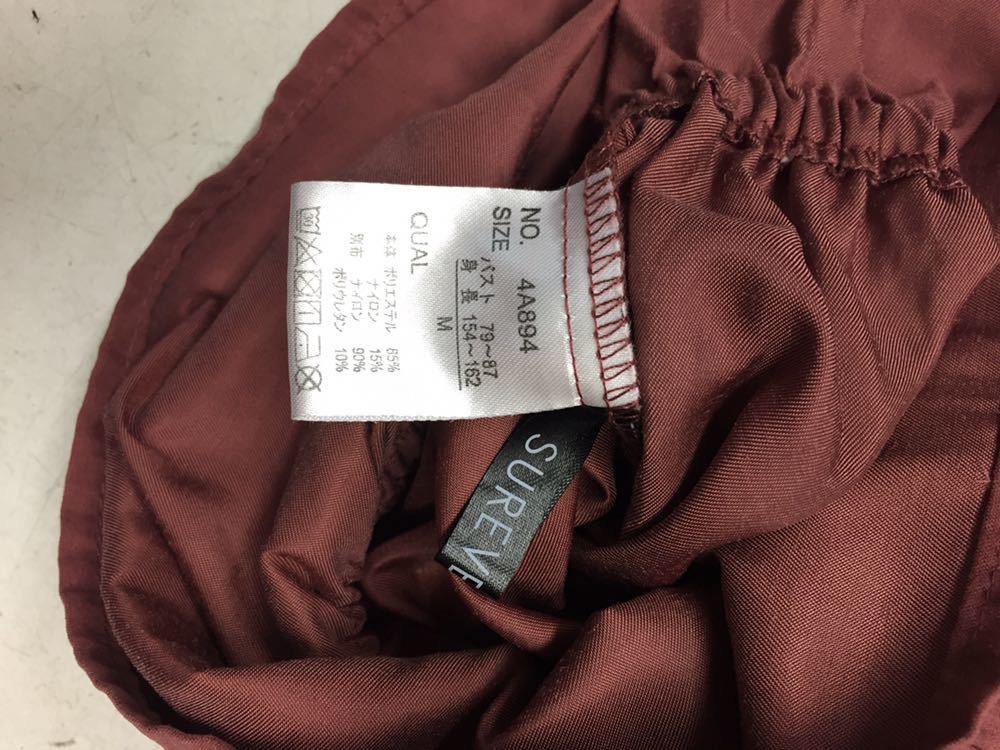 NO. 4A894
SIZE バスト 79~87
身長 154~162
M
QUAL
本体 ポリエステル 85%
ナイロン 15%
別布 ナイロン 90%
ポリウレタン 10%
SUREVE